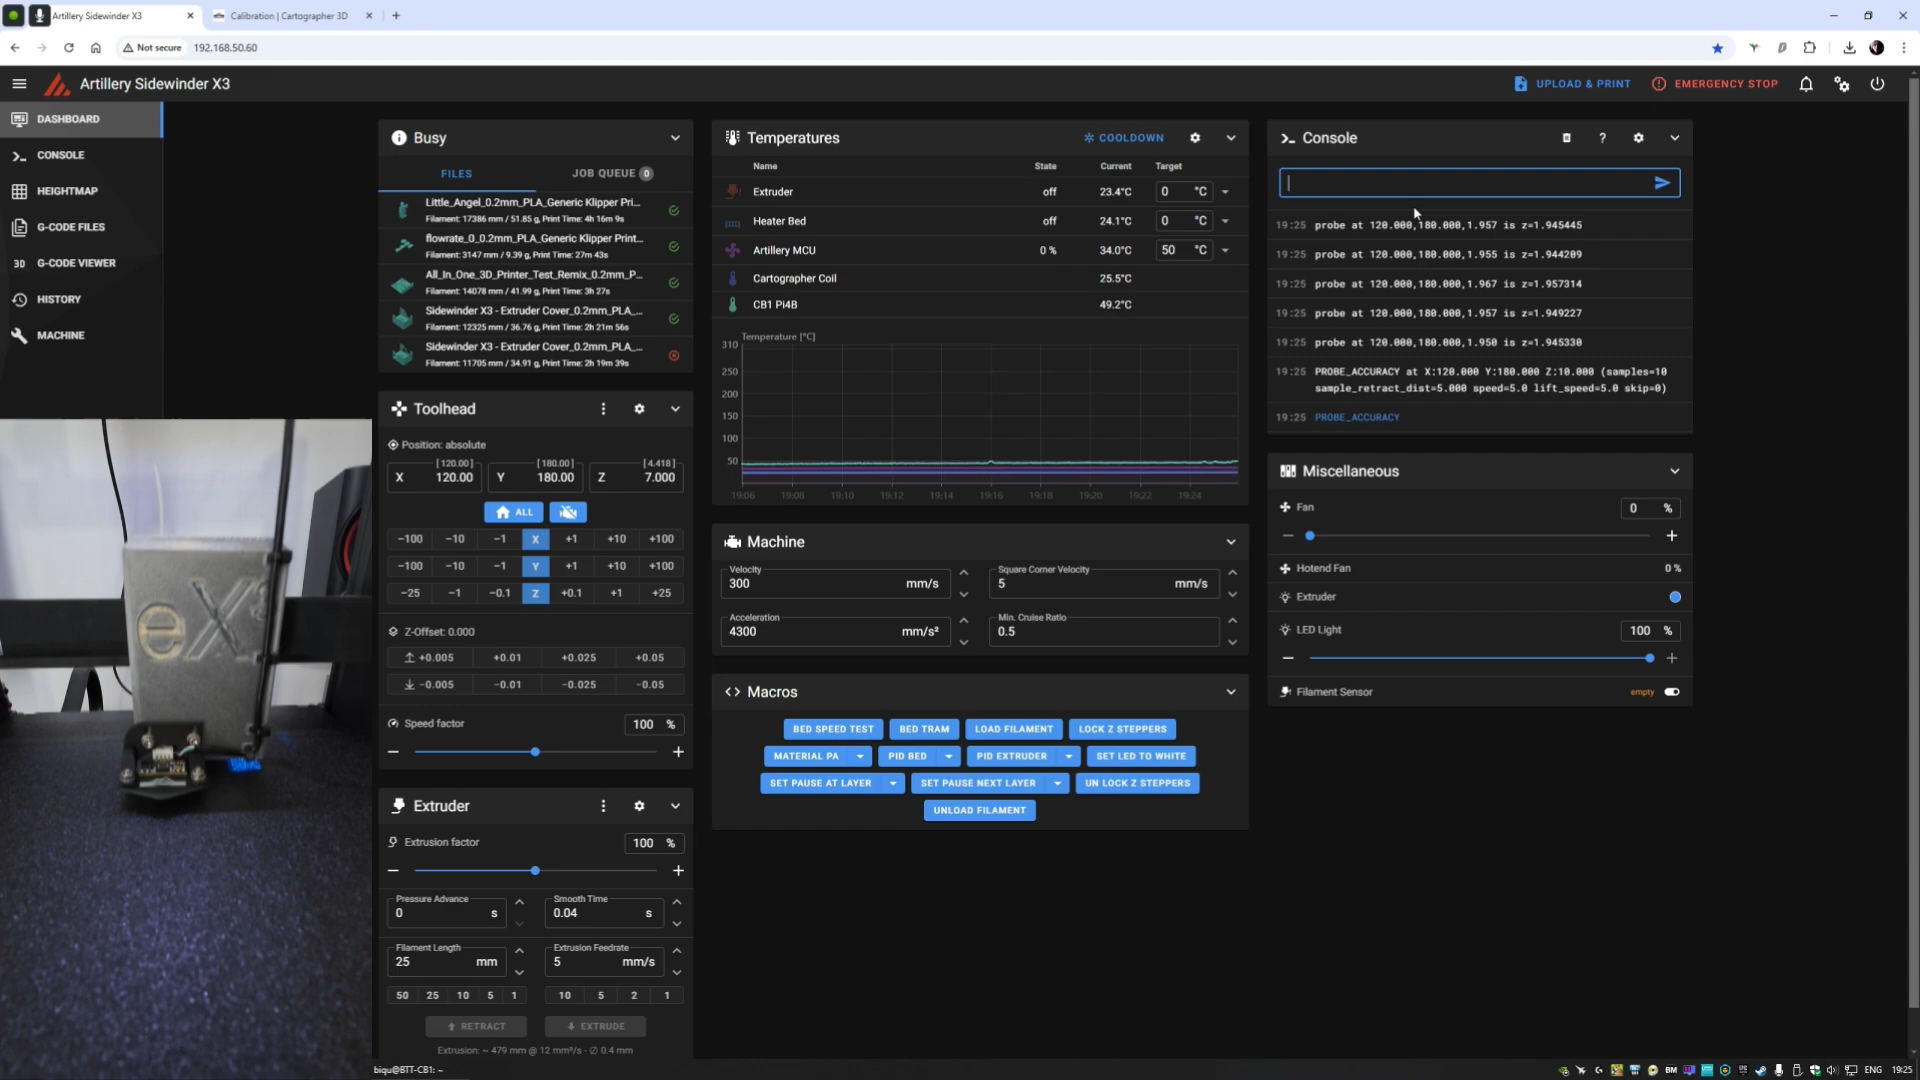 Artillery Sidewinder X3
Calibration | Cartographer 3D
Not secure
192.168.50.60
Artillery Sidewinder X3
UPLOAD & PRINT
EMERGENCY STOP
DASHBOARD
CONSOLE
HEIGHTMAP
G-CODE FILES
3D G-CODE VIEWER
HISTORY
MACHINE
eX
Busy
FILES
JOB QUEUE 0
Little_Angel_0.2mm_PLA_Generic Klipper Pri...
Filament: 17386 mm / 51.85 g, Print Time: 4h 16m 9s
flowrate_0_0.2mm_PLA_Generic Klipper Print...
Filament: 3147 mm / 9.39 g, Print Time: 27m 43s
All_In_One_3D_Printer_Test_Remix_0.2mm_P...
Filament: 14078 mm / 41.99 g, Print Time: 3h 27s
Sidewinder X3 - Extruder Cover_0.2mm_PLA_...
Filament: 12325 mm / 36.76 g, Print Time: 2h 21m 56s
Sidewinder X3 - Extruder Cover_0.2mm_PLA_...
Filament: 11705 mm / 34.91 g, Print Time: 2h 19m 39s
Toolhead
Position: absolute
[120.00] [180.00] [4.418]
X 120.00 Y 180.00 Z 7.000
ALL
-100 -10 -1 X +1 +10 +100
-100 -10 -1 Y +1 +10 +100
-25 -1 -0.1 Z +0.1 +1 +25
Z-Offset: 0.000
+0.005 +0.01 +0.025 +0.05
-0.005 -0.01 -0.025 -0.05
Speed factor 100 %
Extruder
Extrusion factor 100 %
Pressure Advance Smooth Time
0 s 0.04 s
Filament Length Extrusion Feedrate
25 mm 5 mm/s
50 25 10 5 1 10 5 2 1
RETRACT EXTRUDE
Extrusion: ~ 479 mm @ 12 mm³/s - ∅ 0.4 mm
Temperatures
COOLDOWN
Name State Current Target
Extruder off 23.4°C 0 °C
Heater Bed off 24.1°C 0 °C
Artillery MCU 0 % 34.0°C 50 °C
Cartographer Coil 25.5°C
CB1 Pi4B 49.2°C
Temperature [°C]
310
250
200
150
100
50
19:06 19:08 19:10 19:12 19:14 19:16 19:18 19:20 19:22 19:24
Machine
Velocity Square Corner Velocity
300 mm/s 5 mm/s
Acceleration Min. Cruise Ratio
4300 mm/s² 0.5
Macros
BED SPEED TEST BED TRAM LOAD FILAMENT LOCK Z STEPPERS
MATERIAL PA PID BED PID EXTRUDER SET LED TO WHITE
SET PAUSE AT LAYER SET PAUSE NEXT LAYER UN LOCK Z STEPPERS
UNLOAD FILAMENT
Console
19:25 probe at 120.000,180.000,1.957 is z=1.945445
19:25 probe at 120.000,180.000,1.955 is z=1.944209
19:25 probe at 120.000,180.000,1.967 is z=1.957314
19:25 probe at 120.000,180.000,1.957 is z=1.949227
19:25 probe at 120.000,180.000,1.950 is z=1.945330
19:25 PROBE_ACCURACY at X:120.000 Y:180.000 Z:10.000 (samples=10
sample_retract_dist=5.000 speed=5.0 lift_speed=5.0 skip=0)
19:25 PROBE_ACCURACY
Miscellaneous
Fan 0 %
Hotend Fan 0 %
Extruder
LED Light 100 %
Filament Sensor empty
biqu@BTT-CB1: ~
BM
ENG 19:25